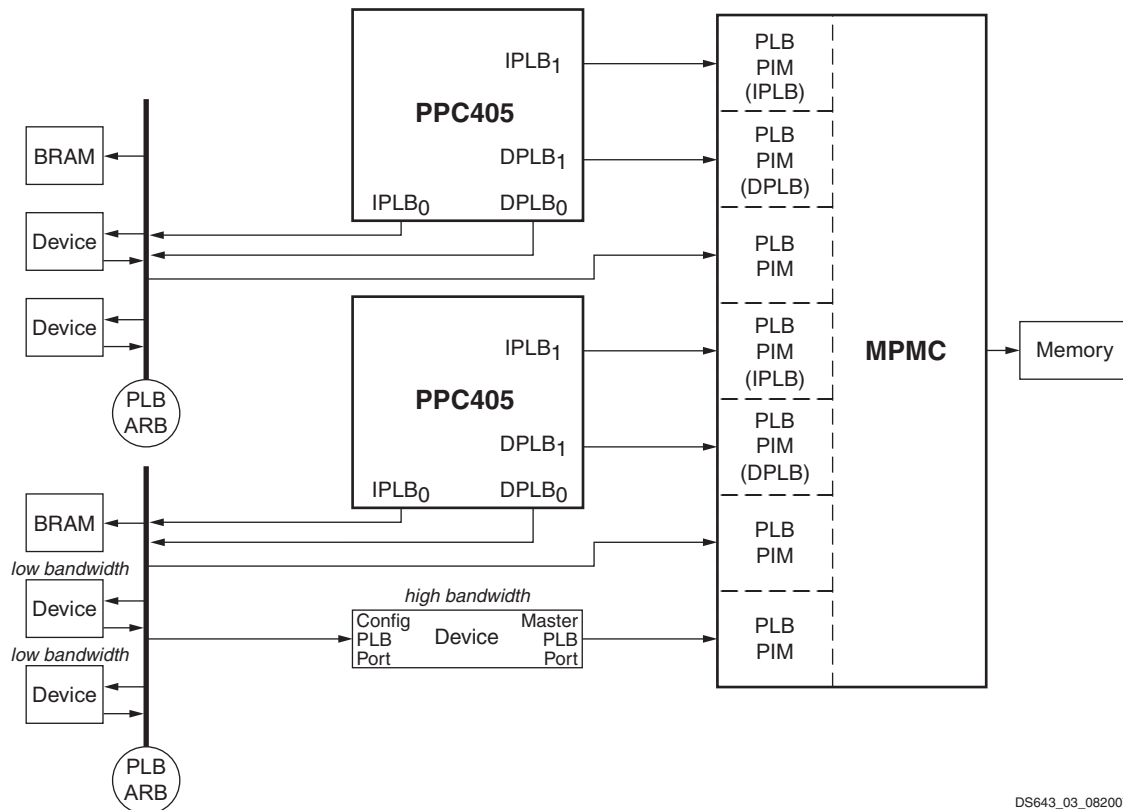 IPLB1
PPC405
DPLB1
IPLB0 DPLB0
BRAM
Device
Device
PLB
ARB
IPLB1
PPC405
DPLB1
IPLB0 DPLB0
BRAM
low bandwidth
Device
low bandwidth
Device
PLB
ARB
high bandwidth
Config
PLB
Port
Device
Master
PLB
Port
PLB
PIM
(IPLB)
PLB
PIM
(DPLB)
PLB
PIM
PLB
PIM
(IPLB)
PLB
PIM
(DPLB)
PLB
PIM
PLB
PIM
MPMC
Memory
DS643_03_08200